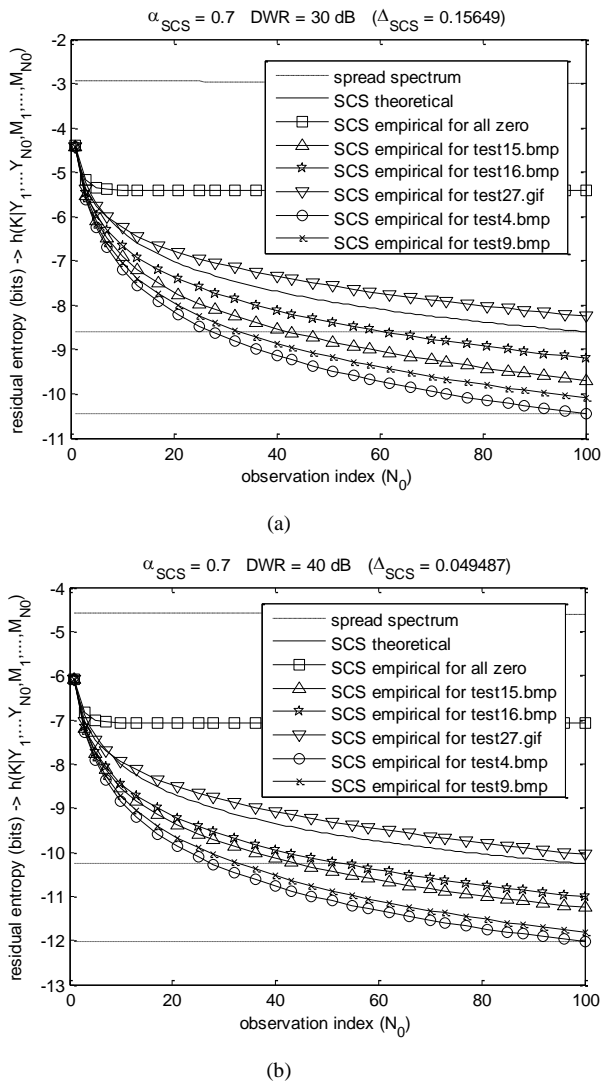 α_SCS = 0.7 DWR = 30 dB (Δ_SCS = 0.15649)
residual entropy (bits) -> h(K|Y_1,...Y_N0,M_1,...,M_N0)
-2
-3
-4
-5
-6
-7
-8
-9
-10
-11
spread spectrum
SCS theoretical
SCS empirical for all zero
SCS empirical for test15.bmp
SCS empirical for test16.bmp
SCS empirical for test27.gif
SCS empirical for test4.bmp
SCS empirical for test9.bmp
0 20 40 60 80 100
observation index (N_0)
(a)
α_SCS = 0.7 DWR = 40 dB (Δ_SCS = 0.049487)
residual entropy (bits) -> h(K|Y_1,...Y_N0,M_1,...,M_N0)
-4
-5
-6
-7
-8
-9
-10
-11
-12
-13
spread spectrum
SCS theoretical
SCS empirical for all zero
SCS empirical for test15.bmp
SCS empirical for test16.bmp
SCS empirical for test27.gif
SCS empirical for test4.bmp
SCS empirical for test9.bmp
0 20 40 60 80 100
observation index (N_0)
(b)